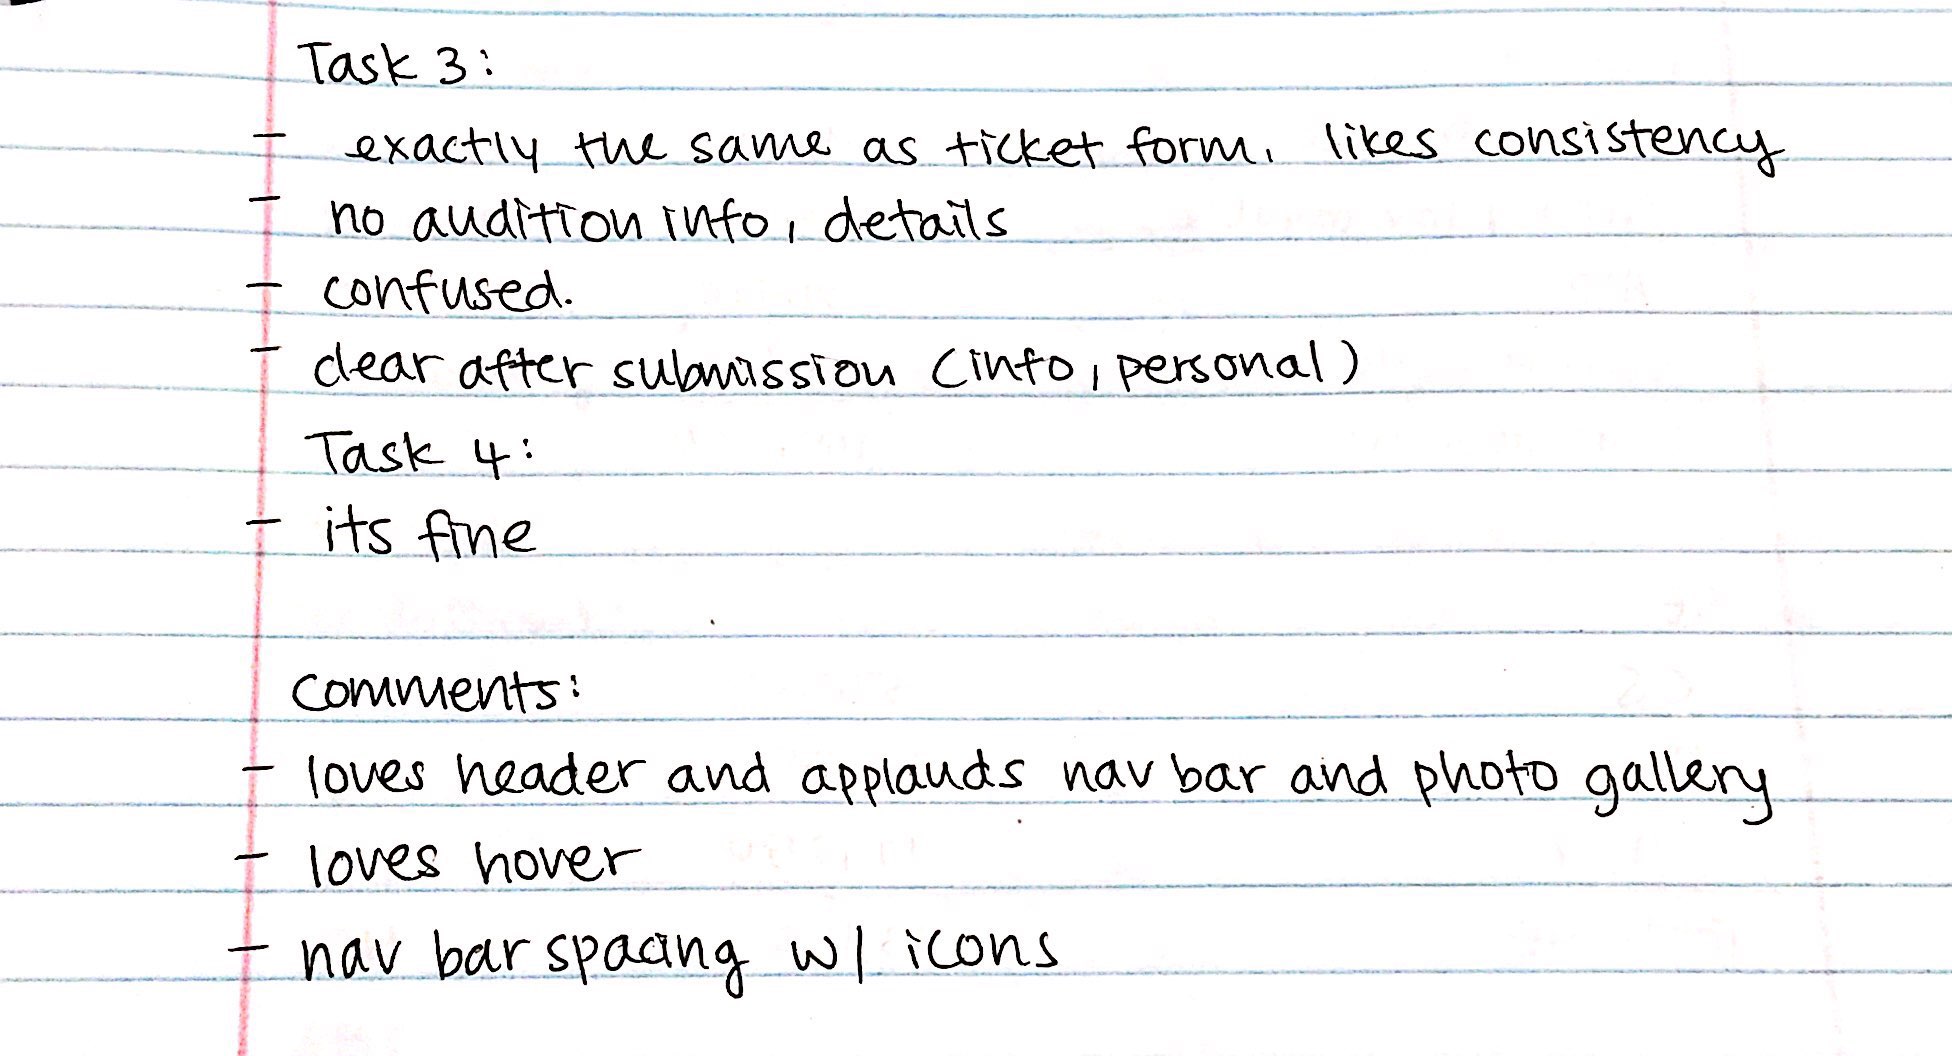 Task 3:
- exactly the same as ticket form, likes consistency
- no audition info, details
- confused.
- clear after submission (info, personal)
Task 4:
- its fine
comments:
- loves header and applauds nav bar and photo gallery
- loves hover
- nav bar spacing w/ icons